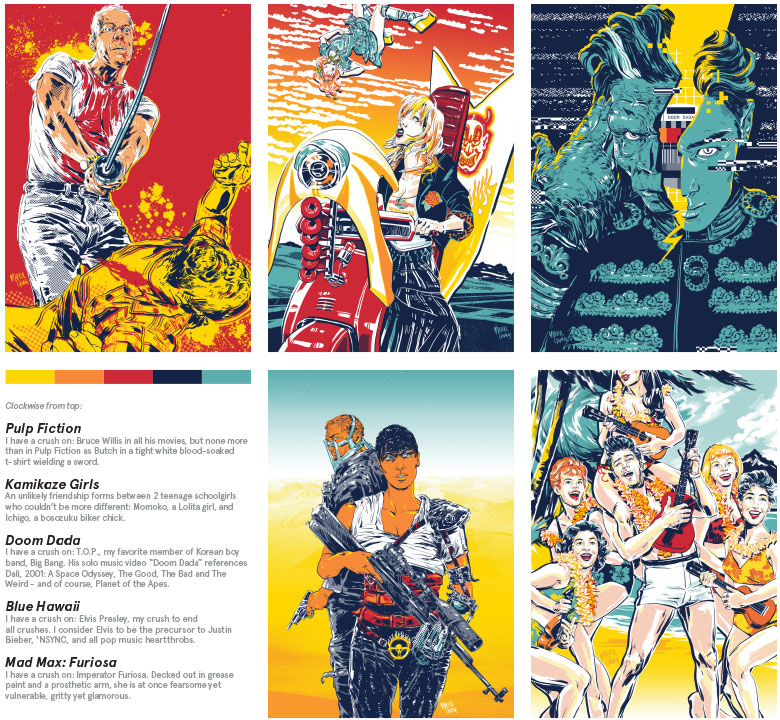 DOOM DADA
Clockwise from top:
Pulp Fiction
I have a crush on: Bruce Willis in all his movies, but none more
than in Pulp Fiction as Butch in a tight white blood-soaked
t-shirt wielding a sword.
Kamikaze Girls
An unlikely friendship forms between 2 teenage schoolgirls
who couldn't be more different: Momoko, a Lolita girl, and
Ichigo, a bosozuku biker chick.
Doom Dada
I have a crush on: T.O.P., my favorite member of Korean boy
band, Big Bang. His solo music video "Doom Dada" references
Dali, 2001: A Space Odyssey, The Good, The Bad and The
Weird - and of course, Planet of the Apes.
Blue Hawaii
I have a crush on: Elvis Presley, my crush to end
all crushes. I consider Elvis to be the precursor to Justin
Bieber, 'NSYNC, and all pop music heartthrobs.
Mad Max: Furiosa
I have a crush on: Imperator Furiosa. Decked out in grease
paint and a prosthetic arm, she is at once fearsome yet
vulnerable, gritty yet glamorous.